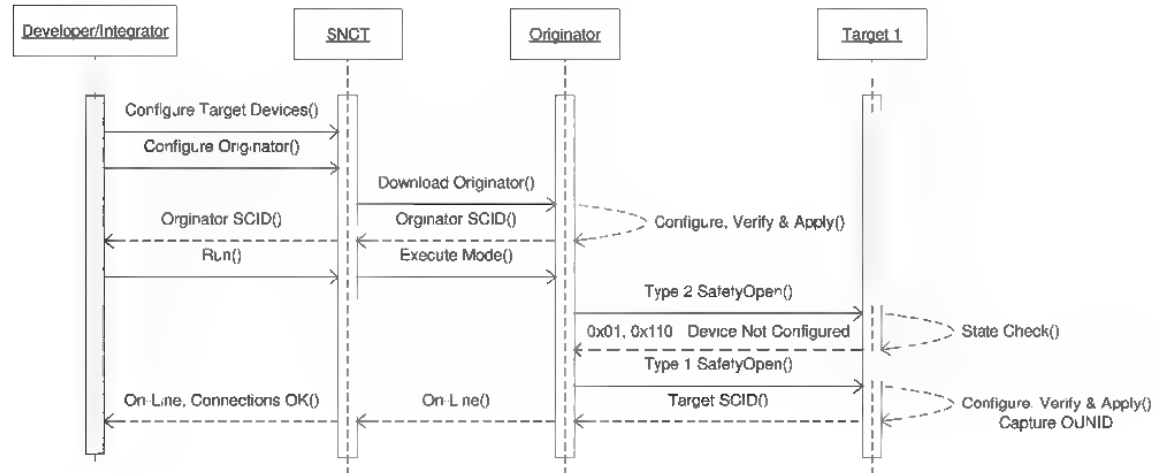 Developer/Integrator
SNCT
Originator
Target 1
Configure Target Devices()
Configure Originator()
Download Originator()
Orginator SCID()
Orginator SCID()
Configure, Verify & Apply()
Run()
Execute Mode()
Type 2 SafetyOpen()
0x01, 0x110 Device Not Configured
State Check()
Type 1 SafetyOpen()
On-Line, Connections OK()
On-Line()
Target SCID()
Configure, Verify & Apply()
Capture OUNID